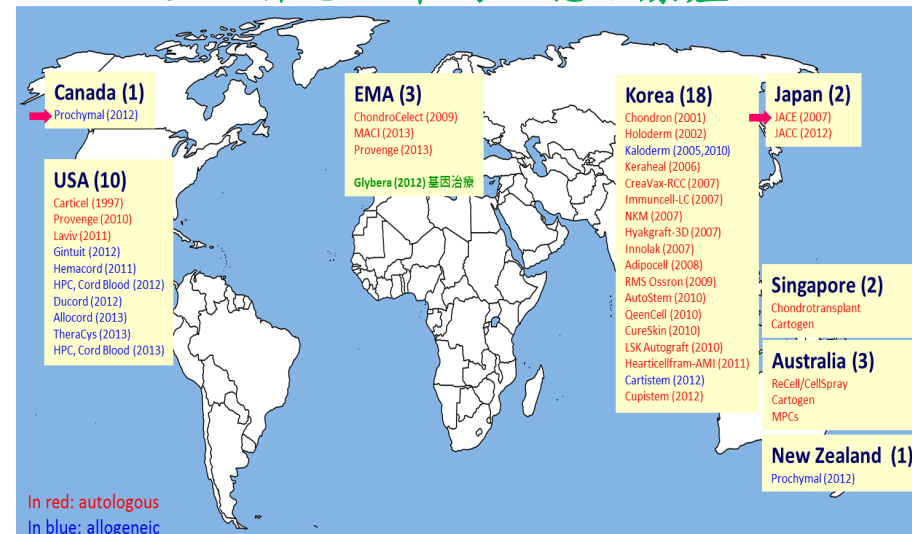 Canada (1)
Prochymal (2012)
USA (10)
Carticel (1997)
Provenge (2010)
Laviv (2011)
Gintuit (2012)
Hemacord (2011)
HPC, Cord Blood (2012)
Ducord (2012)
Allocord (2013)
TheraCys (2013)
HPC, Cord Blood (2013)
EMA (3)
ChondroCelect (2009)
MACI (2013)
Provenge (2013)
Glybera (2012) 基因治療
Korea (18)
Chondron (2001)
Holoderm (2002)
Kaloderm (2005,2010)
Keraheal (2006)
CreaVax-RCC (2007)
Immuncell-LC (2007)
NKM (2007)
Hyakgraft-3D (2007)
Innolak (2007)
Adipocell (2008)
RMS Ossron (2009)
AutoStem (2010)
QeenCell (2010)
CureSkin (2010)
LSK Autograft (2010)
Hearticellfram-AMI (2011)
Cartistem (2012)
Cupistem (2012)
Japan (2)
JACE (2007)
JACC (2012)
Singapore (2)
Chondrotransplant
Cartogen
Australia (3)
ReCell/CellSpray
Cartogen
MPCs
New Zealand (1)
Prochymal (2012)
In red: autologous
In blue: allogeneic